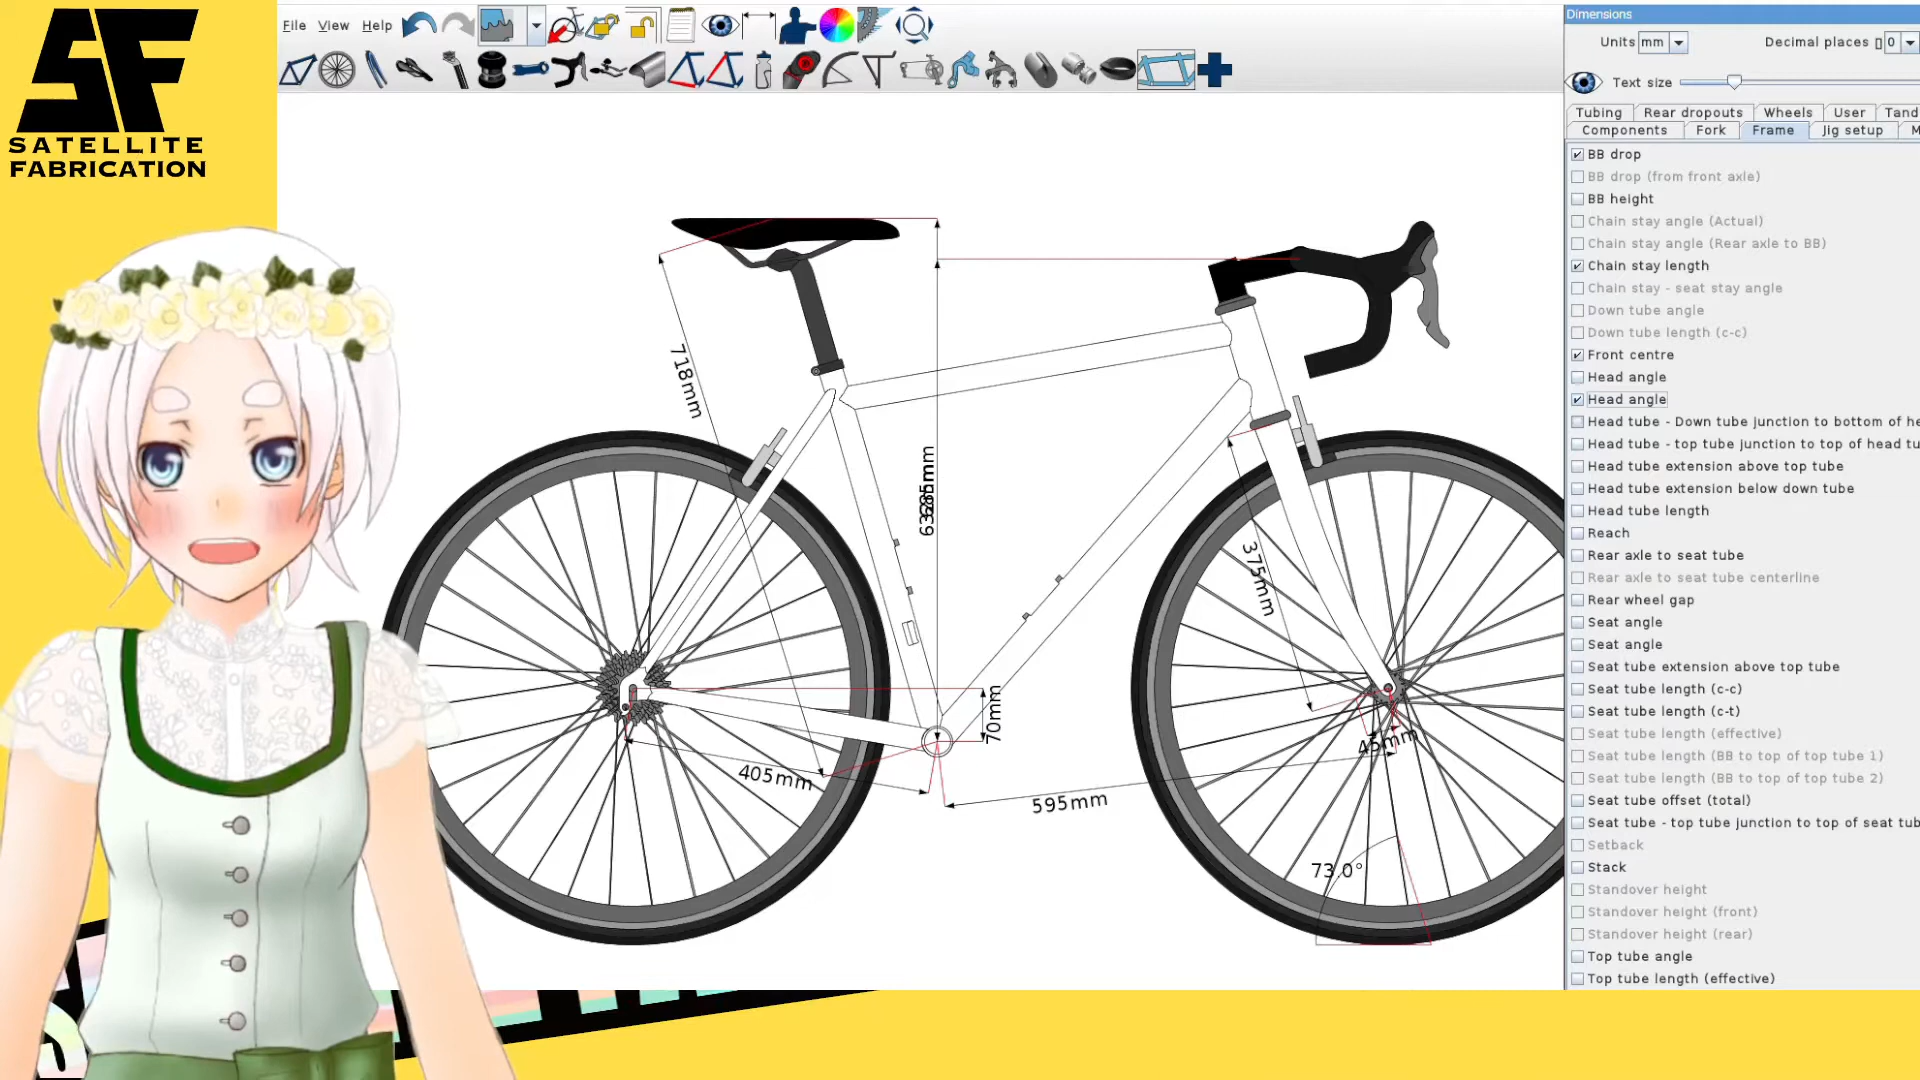 SF
SATELLITE
FABRICATION
File View Help
Dimensions
Units mm Decimal places 0
Text size
Tubing Rear dropouts Wheels User Tand
Components Fork Frame Jig setup M
BB drop
BB drop (from front axle)
BB height
Chain stay angle (Actual)
Chain stay angle (Rear axle to BB)
Chain stay length
Chain stay - seat stay angle
Down tube angle
Down tube length (c-c)
Front centre
Head angle
Head angle
Head tube - Down tube junction to bottom of he
Head tube - top tube junction to top of head tu
Head tube extension above top tube
Head tube extension below down tube
Head tube length
Reach
Rear axle to seat tube
Rear axle to seat tube centerline
Rear wheel gap
Seat angle
Seat angle
Seat tube extension above top tube
Seat tube length (c-c)
Seat tube length (c-t)
Seat tube length (effective)
Seat tube length (BB to top of top tube 1)
Seat tube length (BB to top of top tube 2)
Seat tube offset (total)
Seat tube - top tube junction to top of seat tub
Setback
Stack
Standover height
Standover height (front)
Standover height (rear)
Top tube angle
Top tube length (effective)
718mm
375mm
70mm
45mm
405mm
595mm
73.0°